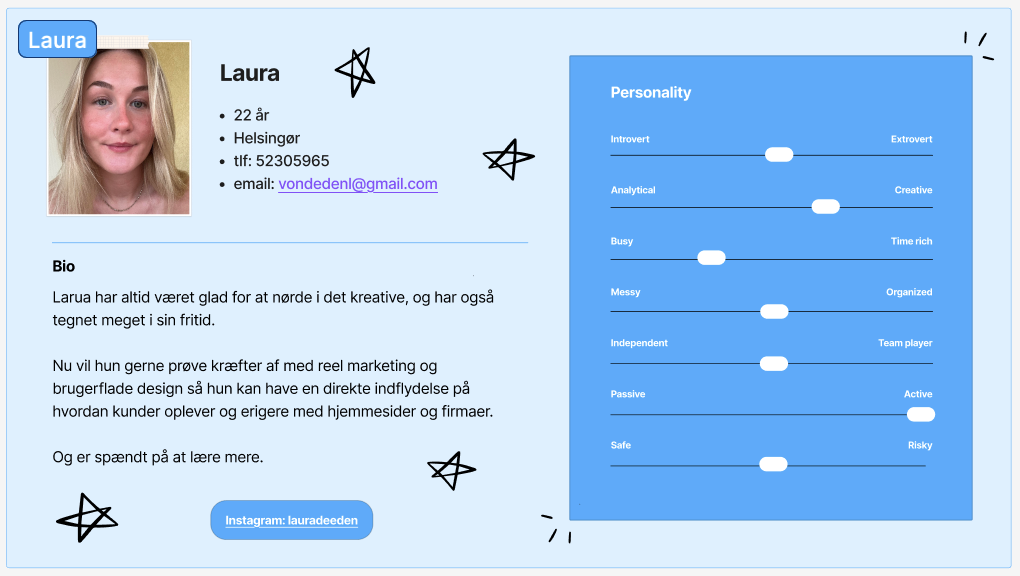 Laura
Laura
22 år
Helsingør
tlf: 52305965
email: vondedenl@gmail.com
Bio
Larua har altid været glad for at nørde i det kreative, og har også
tegnet meget i sin fritid.
Nu vil hun gerne prøve kræfter af med reel marketing og
brugerflade design så hun kan have en direkte indflydelse på
hvordan kunder oplever og erigere med hjemmesider og firmaer.
Og er spændt på at lære mere.
Instagram: lauradeeden
Personality
Introvert Extrovert
Analytical Creative
Busy Time rich
Messy Organized
Independent Team player
Passive Active
Safe Risky